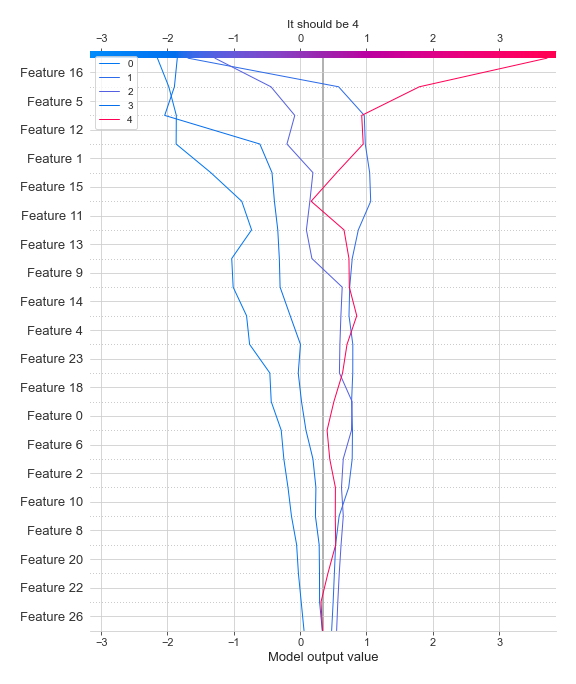 It should be 4
−3 −2 −1 0 1 2 3
0
1
2
3
4
Feature 16
Feature 5
Feature 12
Feature 1
Feature 15
Feature 11
Feature 13
Feature 9
Feature 14
Feature 4
Feature 23
Feature 18
Feature 0
Feature 6
Feature 2
Feature 10
Feature 8
Feature 20
Feature 22
Feature 26
−3 −2 −1 0 1 2 3
Model output value